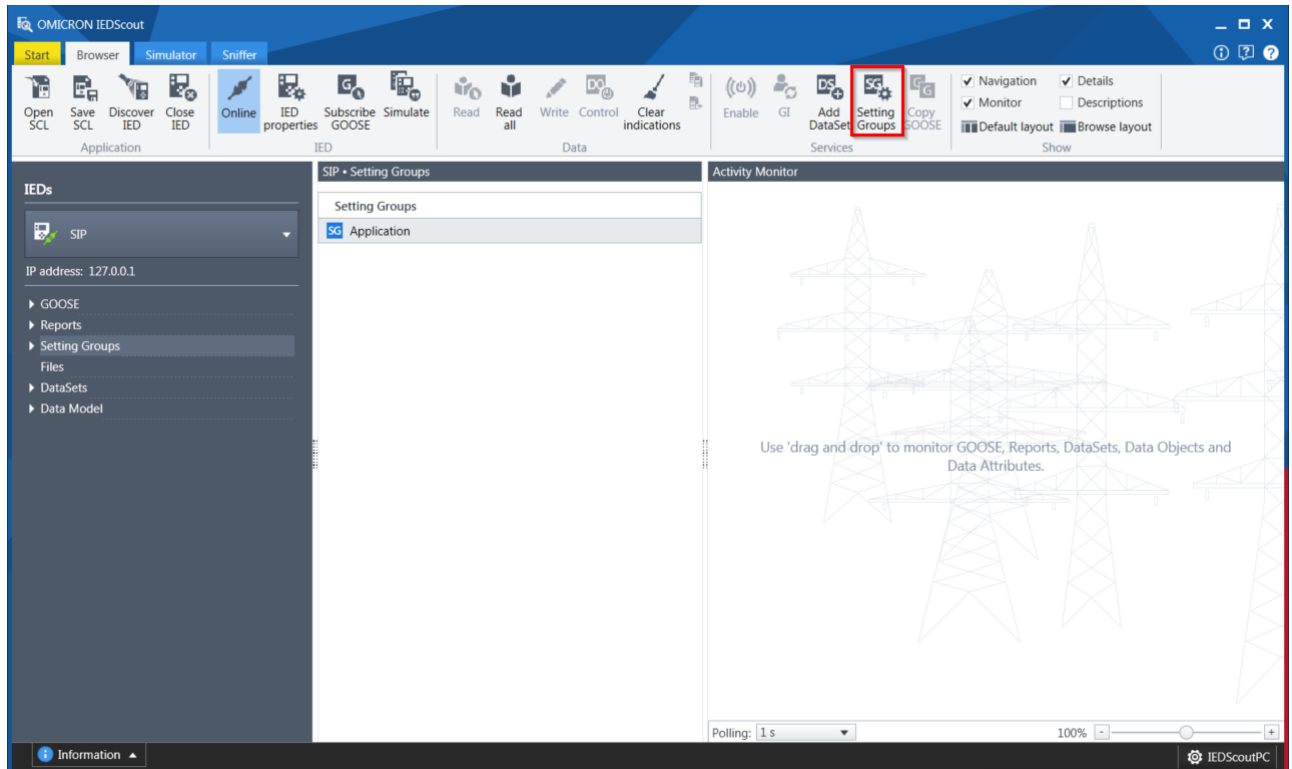 OMICRON IEDScout
Start Browser Simulator Sniffer
Open SCL
Save SCL
Discover IED
Close IED
Application
Online
IED properties
Subscribe GOOSE
Simulate
IED
Read
Read all
Write
Control
Clear indications
Data
Enable
GI
Add DataSet
Setting Groups
Copy GOOSE
Services
Navigation Details
Monitor Descriptions
Default layout Browse layout
Show
IEDs
SIP
IP address: 127.0.0.1
GOOSE
Reports
Setting Groups
Files
DataSets
Data Model
SIP • Setting Groups
Setting Groups
SG Application
Activity Monitor
Use 'drag and drop' to monitor GOOSE, Reports, DataSets, Data Objects and
Data Attributes.
Polling: 1 s 100% - +
Information IEDScoutPC